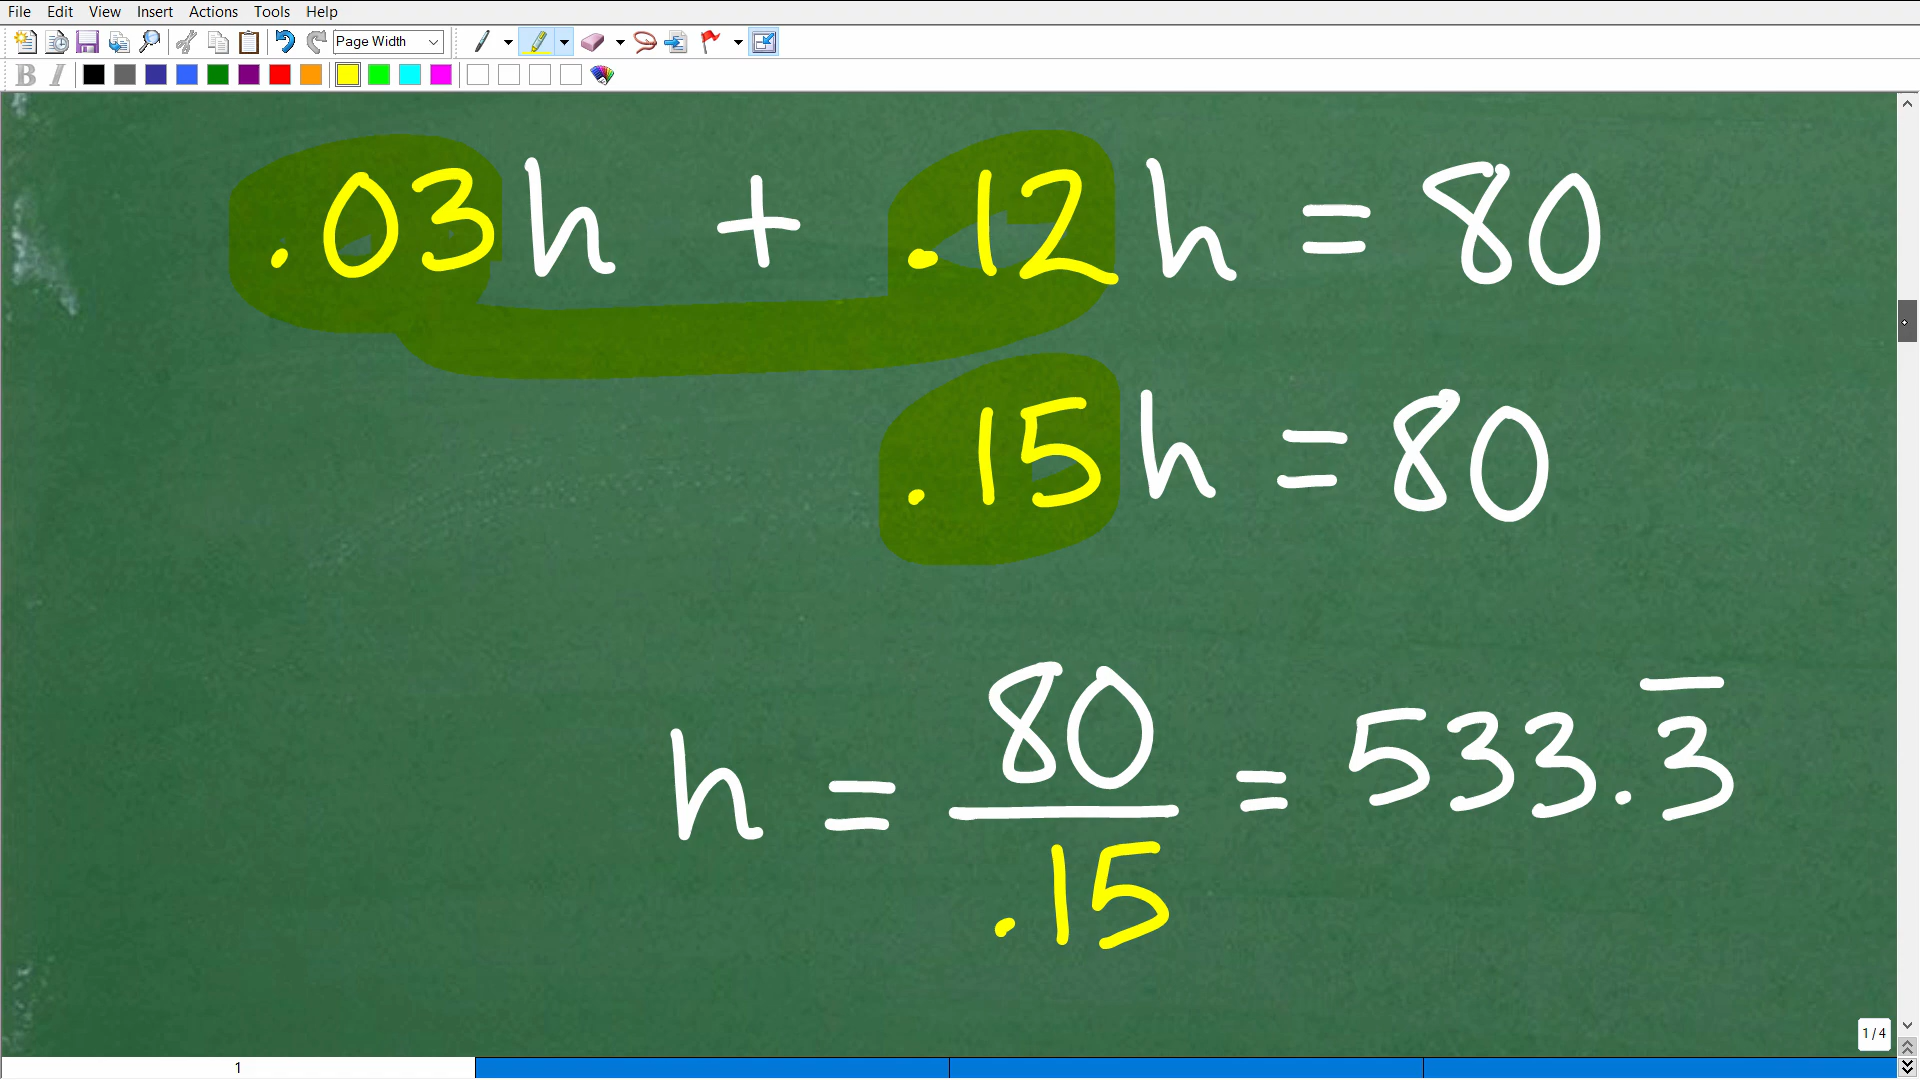 File Edit View Insert Actions Tools Help
Page Width
B I
.03h + .12h = 80
.15h = 80
h = 80/.15 = 533.3̅
1 / 4
1